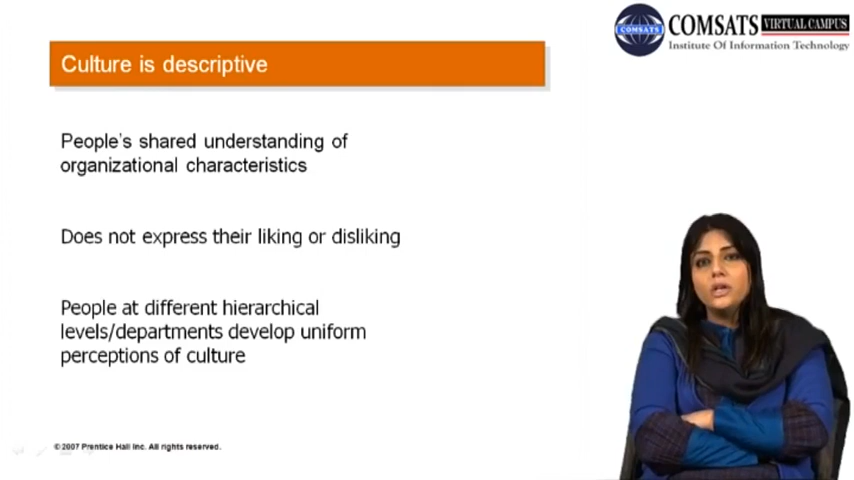 COMSATS VIRTUAL CAMPUS
COMSATS
Institute Of Information Technology
Culture is descriptive
People's shared understanding of
organizational characteristics
Does not express their liking or disliking
People at different hierarchical
levels/departments develop uniform
perceptions of culture
© 2007 Prentice Hall Inc. All rights reserved.